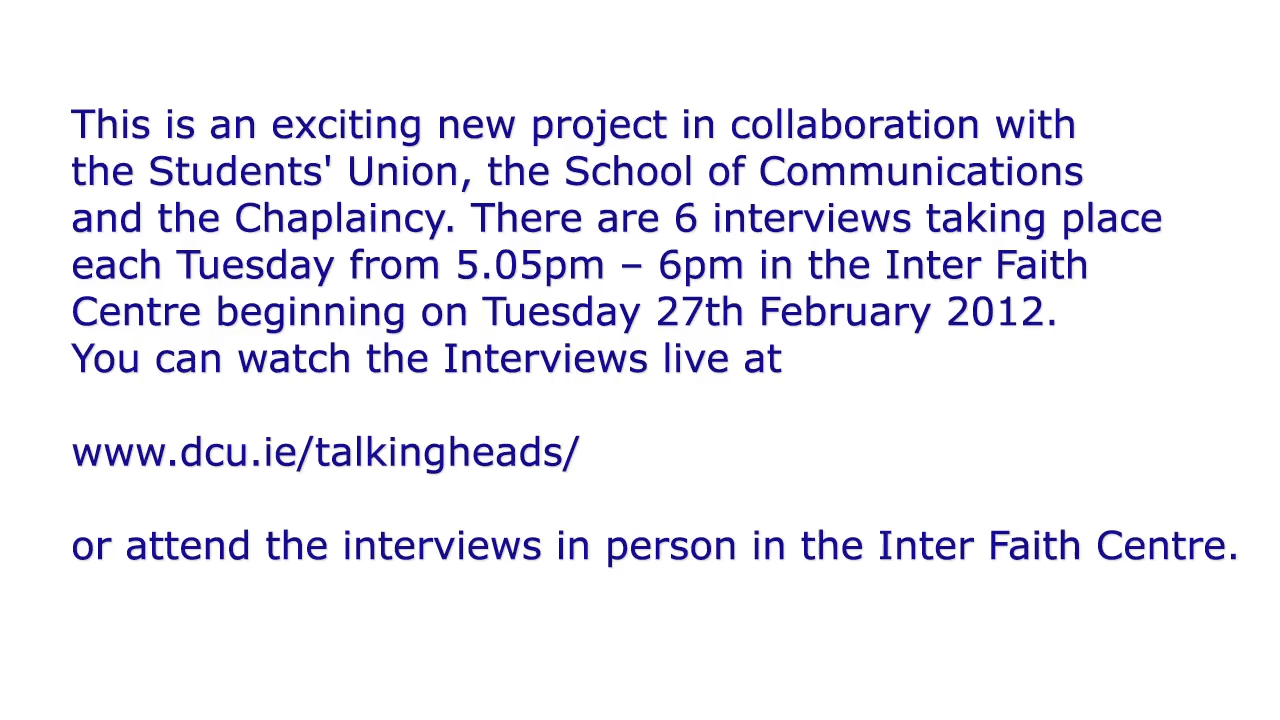 This is an exciting new project in collaboration with
the Students' Union, the School of Communications
and the Chaplaincy. There are 6 interviews taking place
each Tuesday from 5.05pm – 6pm in the Inter Faith
Centre beginning on Tuesday 27th February 2012.
You can watch the Interviews live at
www.dcu.ie/talkingheads/
or attend the interviews in person in the Inter Faith Centre.